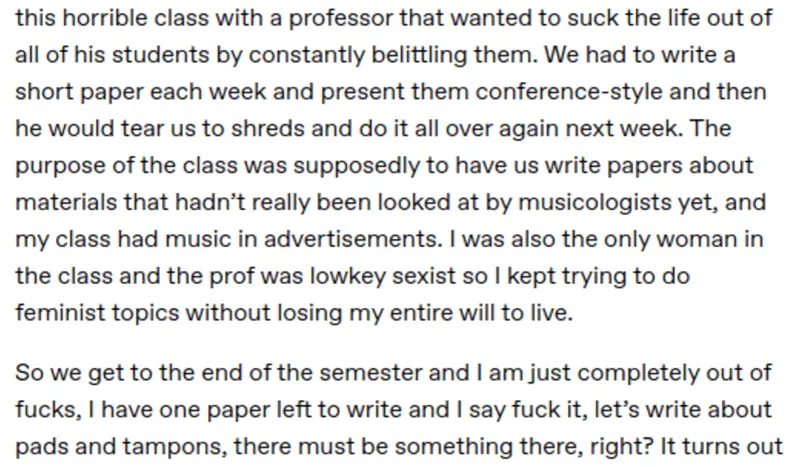 this horrible class with a professor that wanted to suck the life out of
all of his students by constantly belittling them. We had to write a
short paper each week and present them conference-style and then
he would tear us to shreds and do it all over again next week. The
purpose of the class was supposedly to have us write papers about
materials that hadn’t really been looked at by musicologists yet, and
my class had music in advertisements. I was also the only woman in
the class and the prof was lowkey sexist so I kept trying to do
feminist topics without losing my entire will to live.
So we get to the end of the semester and I am just completely out of
fucks, I have one paper left to write and I say fuck it, let’s write about
pads and tampons, there must be something there, right? It turns out